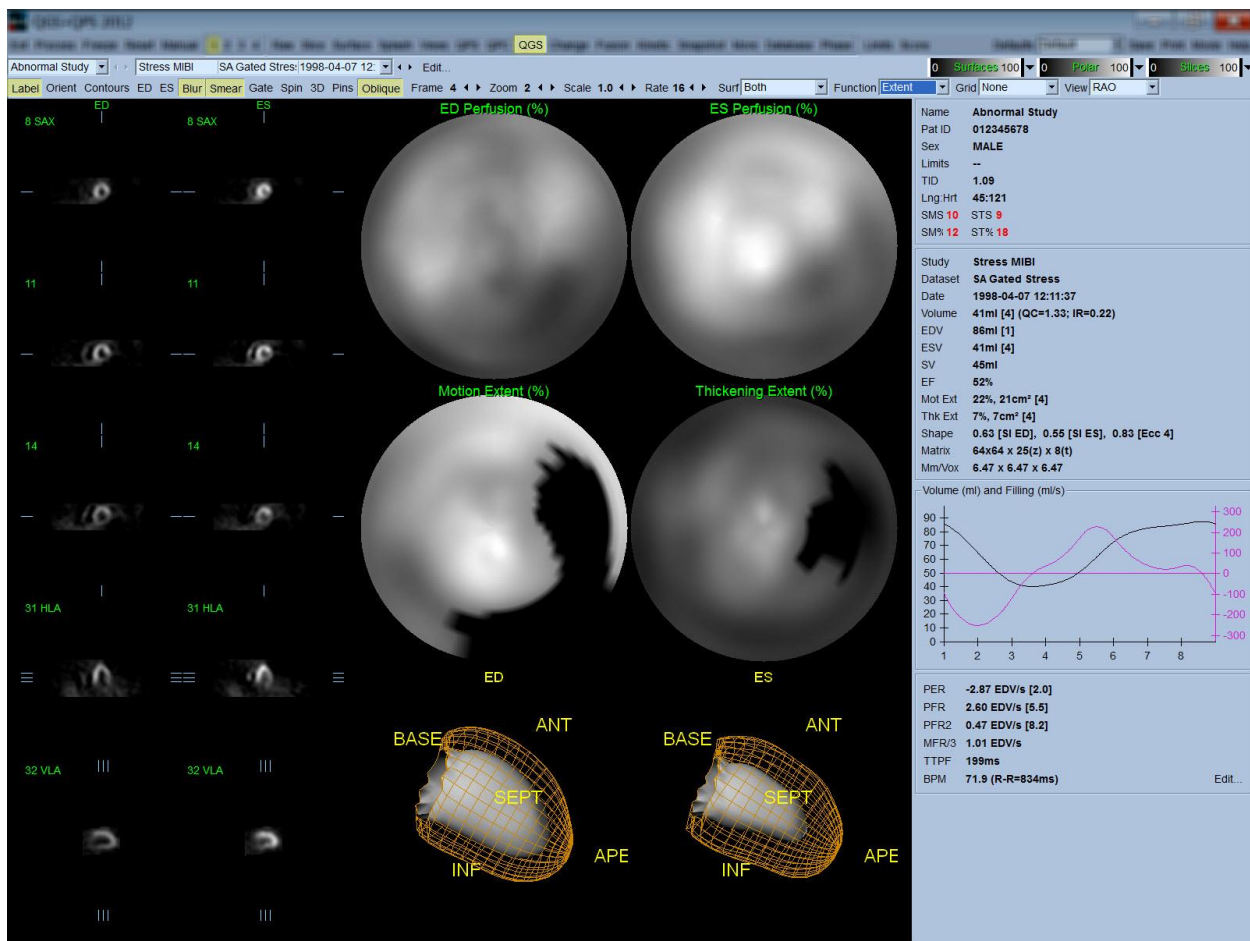 QGS+QPS 2012
QGS
Abnormal Study Stress MIBI SA Gated Stres: 1998-04-07 12: Edit...
0 Surfaces 100 0 Polar 100 0 Slices 100
Label Orient Contours ED ES Blur Smear Gate Spin 3D Pins Oblique Frame 4 Zoom 2 Scale 1.0 Rate 16 Surf Both Function Extent Grid None View RAO
ED ES
8 SAX 8 SAX
11 11
14 14
31 HLA 31 HLA
32 VLA 32 VLA
ED Perfusion (%) ES Perfusion (%)
Motion Extent (%) Thickening Extent (%)
ED ES
BASE ANT SEPT INF APE
BASE ANT SEPT INF APE
Name Abnormal Study
Pat ID 012345678
Sex MALE
Limits --
TID 1.09
Lng:Hrt 45:121
SMS 10 STS 9
SM% 12 ST% 18
Study Stress MIBI
Dataset SA Gated Stress
Date 1998-04-07 12:11:37
Volume 41ml [4] (QC=1.33; IR=0.22)
EDV 86ml [1]
ESV 41ml [4]
SV 45ml
EF 52%
Mot Ext 22%, 21cm² [4]
Thk Ext 7%, 7cm² [4]
Shape 0.63 [SI ED], 0.55 [SI ES], 0.83 [Ecc 4]
Matrix 64x64 x 25(z) x 8(t)
Mm/Vox 6.47 x 6.47 x 6.47
Volume (ml) and Filling (ml/s)
90 80 70 60 50 40 30 20 10 0
300 200 100 0 -100 -200 -300
1 2 3 4 5 6 7 8
PER -2.87 EDV/s [2.0]
PFR 2.60 EDV/s [5.5]
PFR2 0.47 EDV/s [8.2]
MFR/3 1.01 EDV/s
TTPF 199ms
BPM 71.9 (R-R=834ms) Edit...